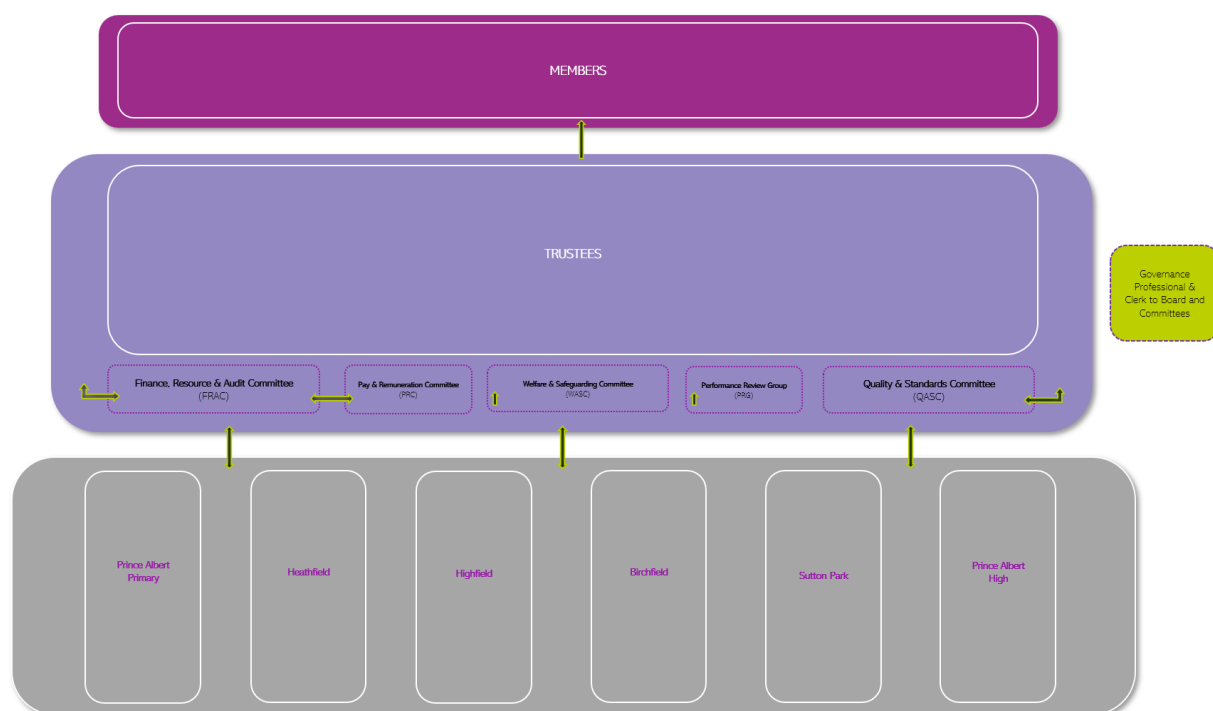 MEMBERS
TRUSTEES
Governance
Professional &
Clerk to Board and
Committees
Finance, Resource & Audit Committee
(FRAC)
Pay & Remuneration Committee
(PRC)
Welfare & Safeguarding Committee
(WASC)
Performance Review Group
(PRG)
Quality & Standards Committee
(QASC)
Prince Albert
Primary
Heathfield
Highfield
Birchfield
Sutton Park
Prince Albert
High